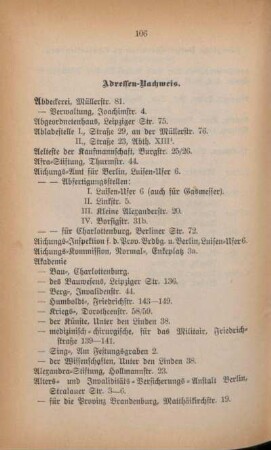 106
Adressen-Nachweis.
Abdeckerei, Müllerstr. 81.
— Verwaltung, Joachimstr. 4.
Abgeordnetenhaus, Leipziger Str. 75.
Abladestelle I., Straße 29, an der Müllerstr. 76.
II., Straße 23, Abth. XIII¹.
Aelteste der Kaufmannschaft, Burgstr. 25/26.
Afra-Stiftung, Thurmstr. 44.
Aichungs-Amt für Berlin, Luisen-Ufer 6.
— — Abfertigungsstellen:
I. Luisen-Ufer 6 (auch für Gasmesser).
II. Linkstr. 5.
III. Kleine Alexanderstr. 20.
IV. Borsigstr. 31b.
— — für Charlottenburg, Berliner Str. 72.
Aichungs-Inspektion f. d. Prov. Brdbg. u. Berlin, Luisen-Ufer 6.
Aichungs-Kommission, Normal-, Enkeplatz 3a.
Akademie
— Bau-, Charlottenburg.
— des Bauwesens, Leipziger Str. 136.
— Berg-, Invalidenstr. 44.
— Humboldt-, Friedrichstr. 143—149.
— Kriegs-, Dorotheenstr. 58/59.
— der Künste, Unter den Linden 38.
— medizinisch-chirurgische, für das Militair, Friedrich-
straße 139—141.
— Sing-, Am Festungsgraben 2.
— der Wissenschaften, Unter den Linden 38.
Alexandra-Stiftung, Hollmannstr. 23.
Alters- und Invaliditäts-Versicherungs-Anstalt Berlin,
Stralauer Str. 3—6.
— für die Provinz Brandenburg, Matthäikirchstr. 19.